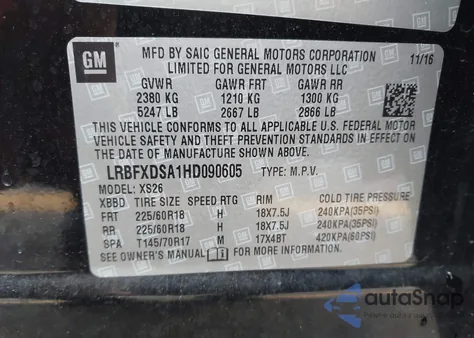 GM
MFD BY SAIC GENERAL MOTORS CORPORATION 11/16
LIMITED FOR GENERAL MOTORS LLC
GVWR GAWR FRT GAWR RR
2380 KG 1210 KG 1300 KG
5247 LB 2667 LB 2866 LB
THIS VEHICLE CONFORMS TO ALL APPLICABLE U.S. FEDERAL MOTOR
VEHICLE SAFETY, BUMPER, AND THEFT PREVENTION STANDARDS IN EFFECT
ON THE DATE OF MANUFACTURE SHOWN ABOVE.
LRBFXDSA1HD090605 TYPE: M.P.V.
MODEL: XS26
XBBD TIRE SIZE SPEED RTG RIM COLD TIRE PRESSURE
FRT 225/60R18 H 18X7.5J 240KPA(35PSI)
RR 225/60R18 H 18X7.5J 240KPA(35PSI)
SPA T145/70R17 M 17X4BT 420KPA(60PSI)
SEE OWNER'S MANUAL FOR ADDITIONAL INFORMATION.
autoSnap